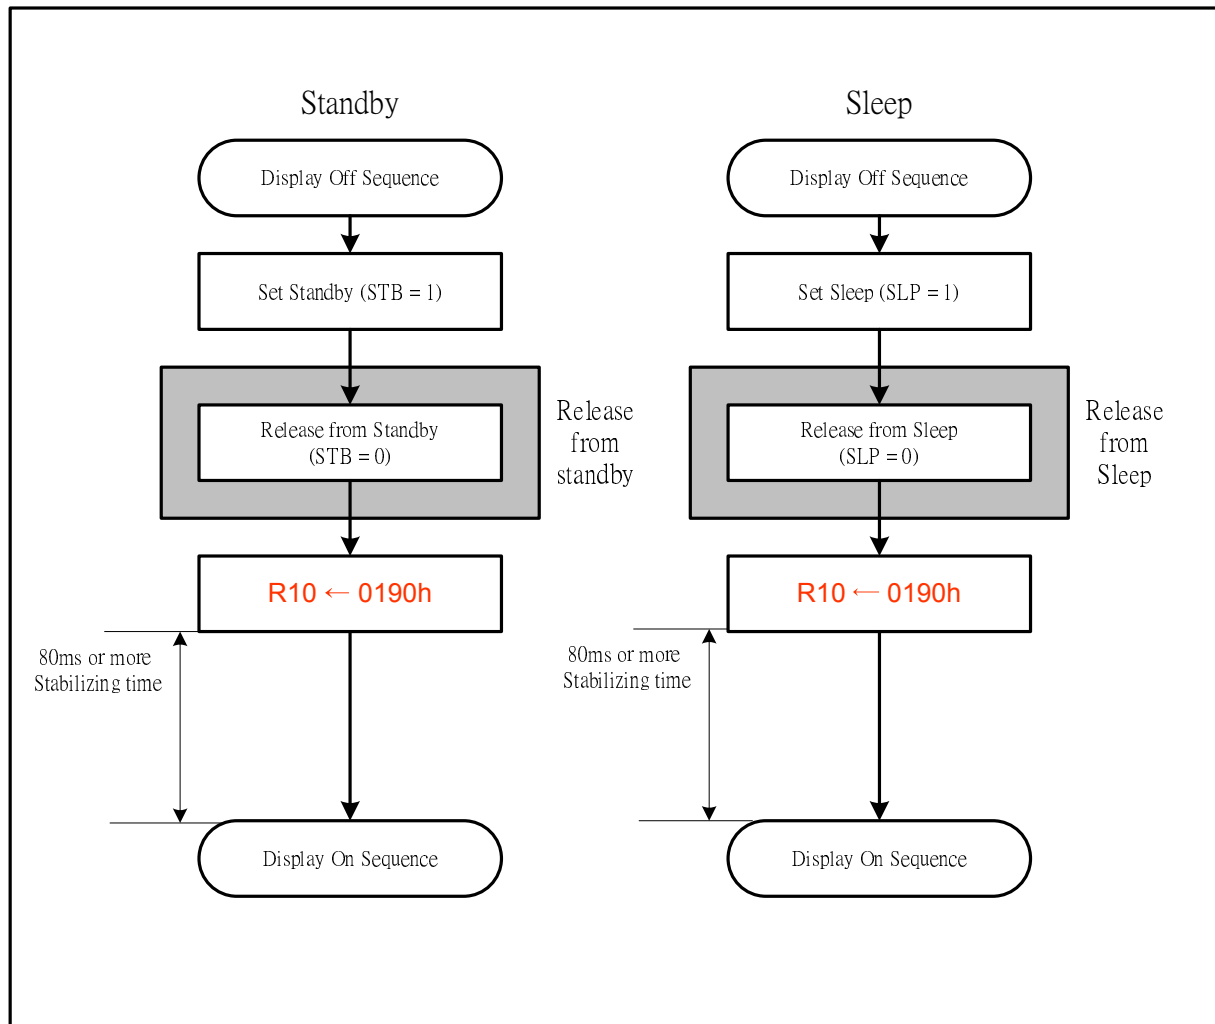 Standby
Display Off Sequence
Set Standby (STB = 1)
Release from Standby
(STB = 0)
Release
from
standby
R10 ← 0190h
80ms or more
Stabilizing time
Display On Sequence
Sleep
Display Off Sequence
Set Sleep (SLP = 1)
Release from Sleep
(SLP = 0)
Release
from
Sleep
R10 ← 0190h
80ms or more
Stabilizing time
Display On Sequence